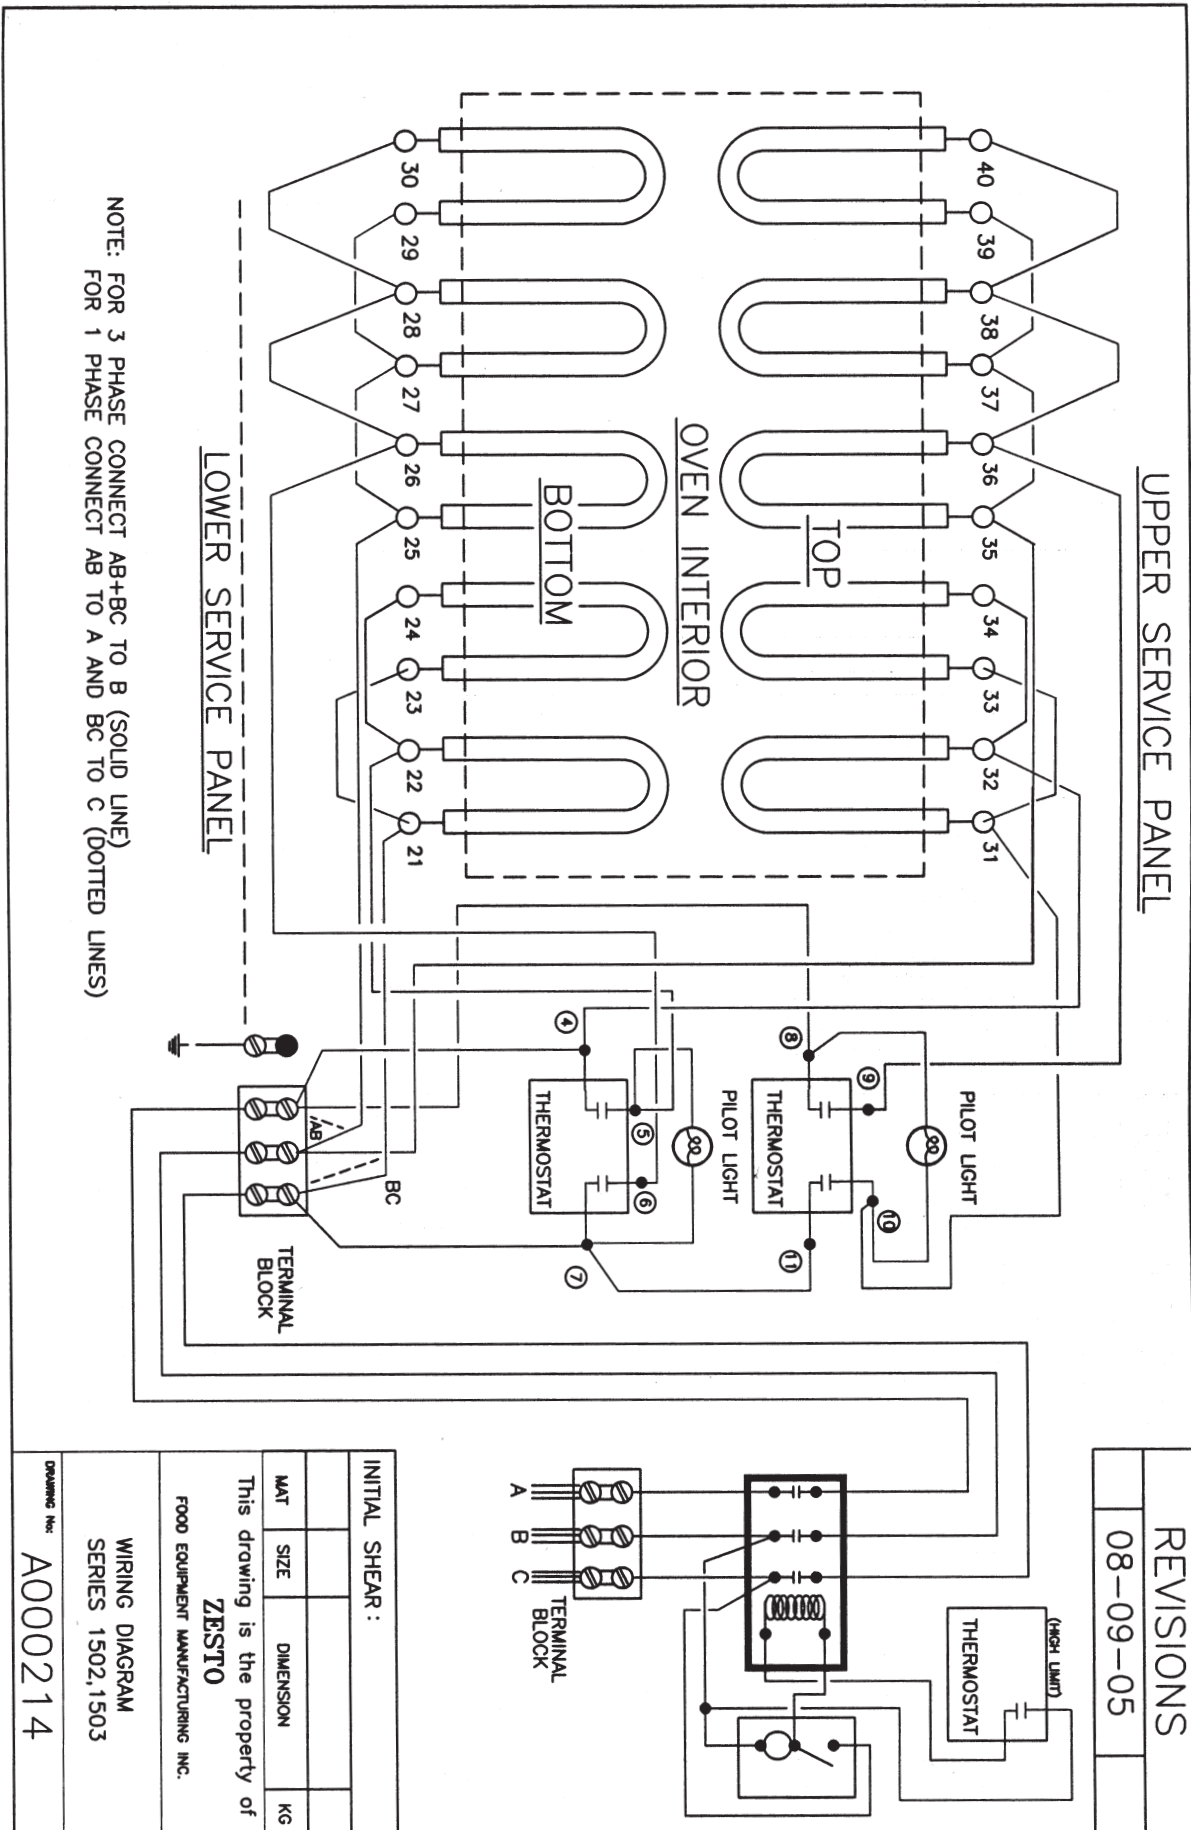 UPPER SERVICE PANEL
REVISIONS
08-09-05
40
39
38
37
36
35
34
33
32
31
TOP
OVEN INTERIOR
BOTTOM
30
29
28
27
26
25
24
23
22
21
LOWER SERVICE PANEL
NOTE: FOR 3 PHASE CONNECT AB+BC TO B (SOLID LINE)
FOR 1 PHASE CONNECT AB TO A AND BC TO C (DOTTED LINES)
PILOT LIGHT
9
10
8
THERMOSTAT
11
PILOT LIGHT
5
6
4
THERMOSTAT
7
AB
BC
TERMINAL
BLOCK
(HIGH LIMIT)
THERMOSTAT
TERMINAL
BLOCK
A
B
C
INITIAL SHEAR:
MAT
SIZE
DIMENSION
KG
This drawing is the property of
ZESTO
FOOD EQUIPMENT MANUFACTURING INC.
WIRING DIAGRAM
SERIES 1502,1503
DRAWING No:
A000214